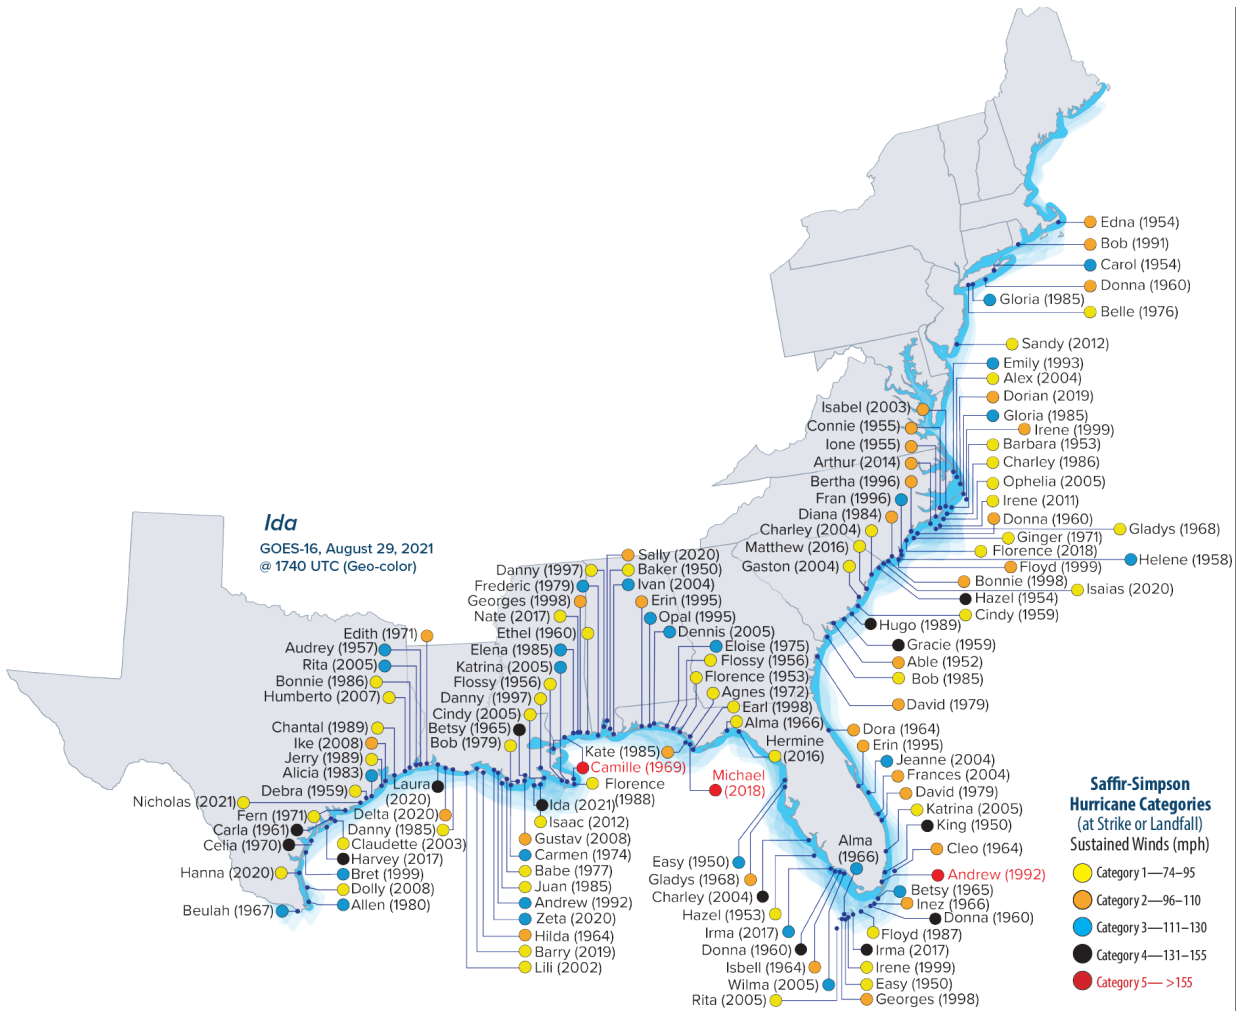 Edna (1954)
Bob (1991)
Carol (1954)
Donna (1960)
Gloria (1985)
Belle (1976)
Sandy (2012)
Emily (1993)
Alex (2004)
Dorian (2019)
Gloria (1985)
Irene (1999)
Barbara (1953)
Charley (1986)
Ophelia (2005)
Irene (2011)
Donna (1960)
Gladys (1968)
Ginger (1971)
Florence (2018)
Helene (1958)
Floyd (1999)
Bonnie (1998)
Isaias (2020)
Hazel (1954)
Cindy (1959)
Hugo (1989)
Gracie (1959)
Able (1952)
Bob (1985)
David (1979)
Isabel (2003)
Connie (1955)
Ione (1955)
Arthur (2014)
Bertha (1996)
Fran (1996)
Diana (1984)
Charley (2004)
Matthew (2016)
Gaston (2004)
Ida
GOES-16, August 29, 2021
@ 1740 UTC (Geo-color)
Sally (2020)
Danny (1997)
Baker (1950)
Frederic (1979)
Ivan (2004)
Georges (1998)
Erin (1995)
Nate (2017)
Opal (1995)
Ethel (1960)
Dennis (2005)
Elena (1985)
Eloise (1975)
Katrina (2005)
Flossy (1956)
Flossy (1956)
Florence (1953)
Danny (1997)
Agnes (1972)
Cindy (2005)
Earl (1998)
Betsy (1965)
Alma (1966)
Bob (1979)
Hermine
(2016)
Kate (1985)
Camille (1969)
Michael
(2018)
Florence
(1988)
Edith (1971)
Audrey (1957)
Rita (2005)
Bonnie (1986)
Humberto (2007)
Chantal (1989)
Ike (2008)
Jerry (1989)
Alicia (1983)
Debra (1959)
Nicholas (2021)
Fern (1971)
Carla (1961)
Celia (1970)
Hanna (2020)
Beulah (1967)
Laura
(2020)
Delta (2020)
Danny (1985)
Claudette (2003)
Harvey (2017)
Bret (1999)
Dolly (2008)
Allen (1980)
Ida (2021)
Isaac (2012)
Gustav (2008)
Carmen (1974)
Babe (1977)
Juan (1985)
Andrew (1992)
Zeta (2020)
Hilda (1964)
Barry (2019)
Lili (2002)
Dora (1964)
Erin (1995)
Jeanne (2004)
Frances (2004)
David (1979)
Katrina (2005)
King (1950)
Cleo (1964)
Andrew (1992)
Betsy (1965)
Inez (1966)
Donna (1960)
Floyd (1987)
Irma (2017)
Irene (1999)
Easy (1950)
Georges (1998)
Alma
(1966)
Easy (1950)
Gladys (1968)
Charley (2004)
Hazel (1953)
Irma (2017)
Donna (1960)
Isbell (1964)
Wilma (2005)
Rita (2005)
Saffir-Simpson
Hurricane Categories
(at Strike or Landfall)
Sustained Winds (mph)
Category 1—74–95
Category 2—96–110
Category 3—111–130
Category 4—131–155
Category 5— >155